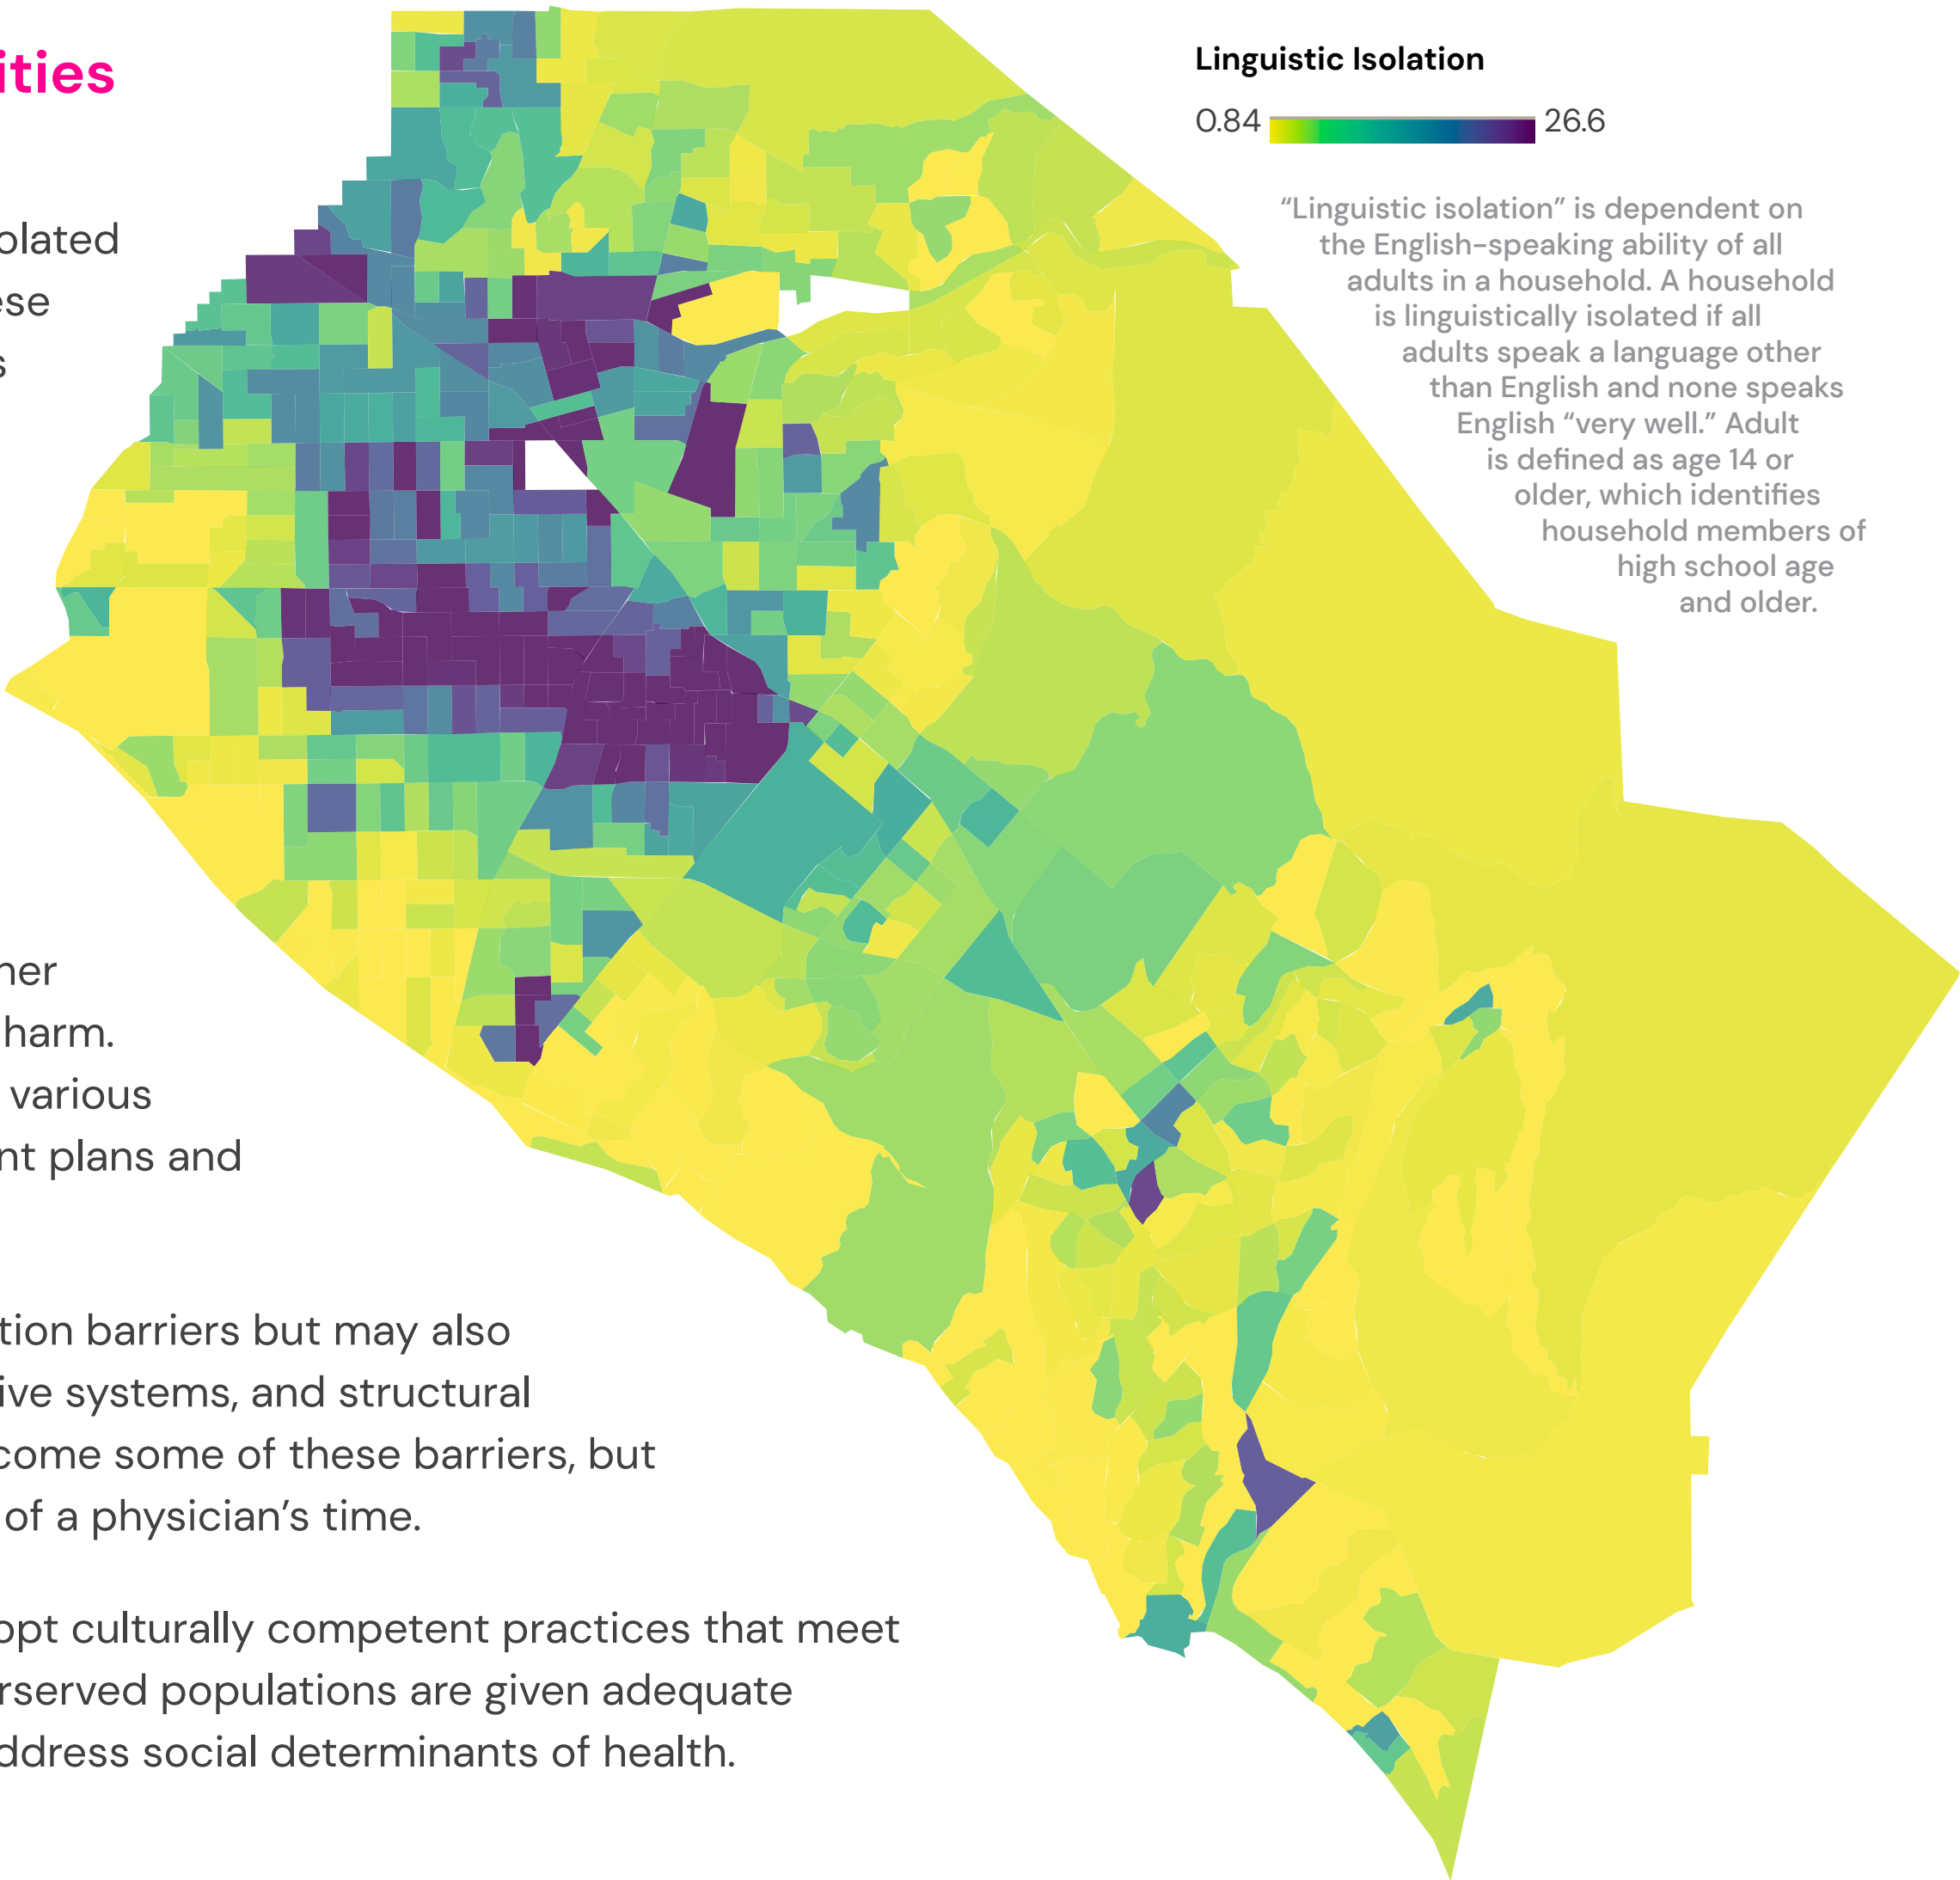 ities
olated
ese
s
her
harm.
various
nt plans and
tion barriers but may also
ive systems, and structural
come some of these barriers, but
of a physician’s time.
opt culturally competent practices that meet
rserved populations are given adequate
ddress social determinants of health.
Linguistic Isolation
0.84 26.6
“Linguistic isolation” is dependent on
the English-speaking ability of all
adults in a household. A household
is linguistically isolated if all
adults speak a language other
than English and none speaks
English “very well.” Adult
is defined as age 14 or
older, which identifies
household members of
high school age
and older.